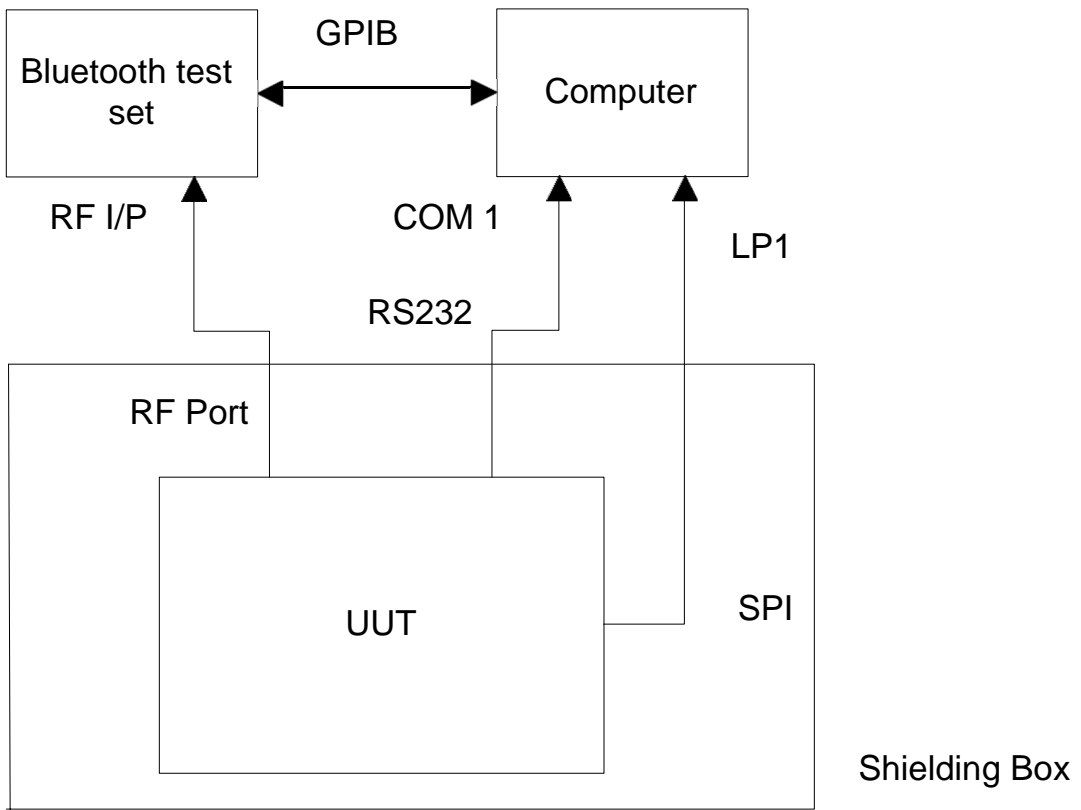 GPIB
Bluetooth test
set
Computer
RF I/P
COM 1
LP1
RS232
RF Port
UUT
SPI
Shielding Box